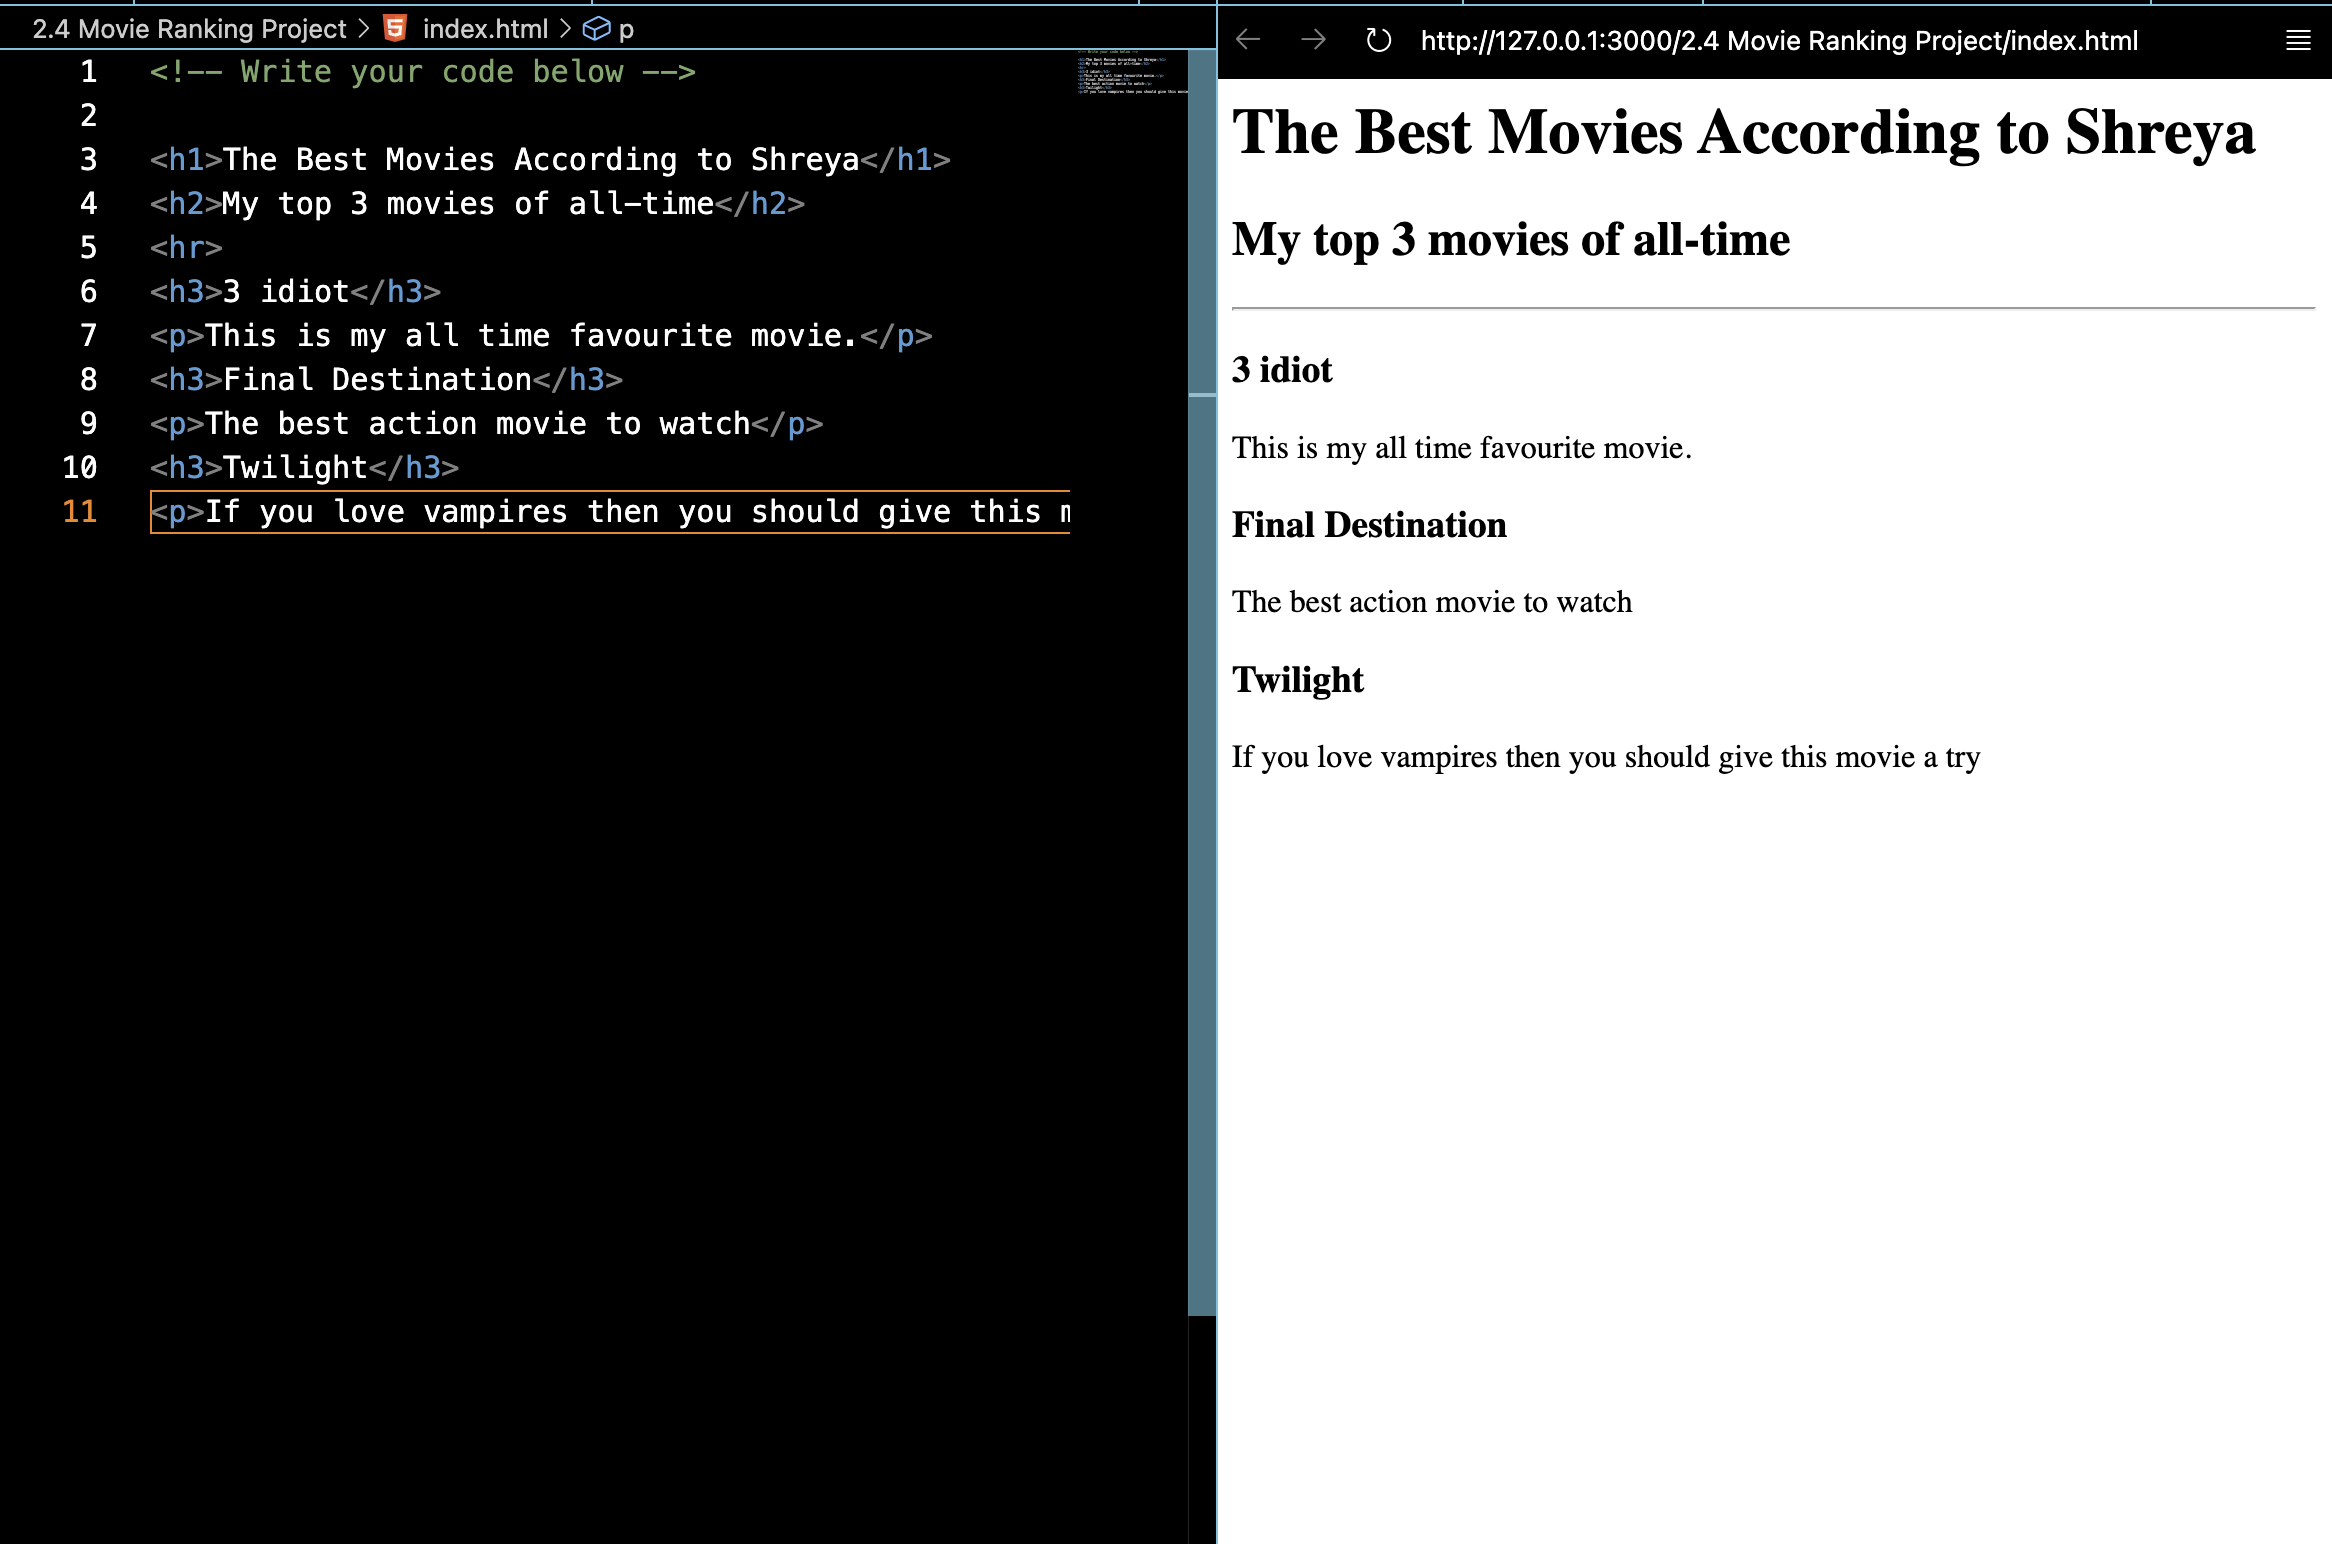 2.4 Movie Ranking Project > index.html > p
1 <!-- Write your code below -->
2
3 <h1>The Best Movies According to Shreya</h1>
4 <h2>My top 3 movies of all-time</h2>
5 <hr>
6 <h3>3 idiot</h3>
7 <p>This is my all time favourite movie.</p>
8 <h3>Final Destination</h3>
9 <p>The best action movie to watch</p>
10 <h3>Twilight</h3>
11 <p>If you love vampires then you should give this m
http://127.0.0.1:3000/2.4 Movie Ranking Project/index.html
The Best Movies According to Shreya
My top 3 movies of all-time
3 idiot
This is my all time favourite movie.
Final Destination
The best action movie to watch
Twilight
If you love vampires then you should give this movie a try